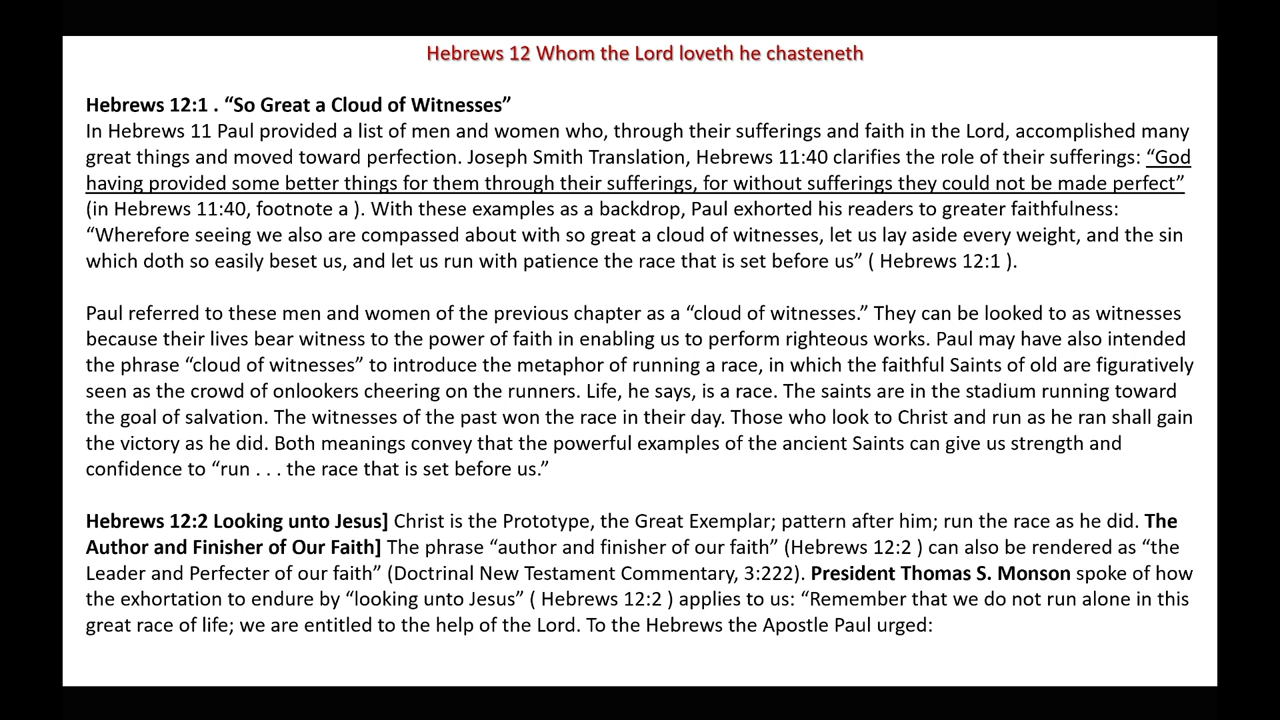 Hebrews 12 Whom the Lord loveth he chasteneth
Hebrews 12:1 . “So Great a Cloud of Witnesses”
In Hebrews 11 Paul provided a list of men and women who, through their sufferings and faith in the Lord, accomplished many
great things and moved toward perfection. Joseph Smith Translation, Hebrews 11:40 clarifies the role of their sufferings: “God
having provided some better things for them through their sufferings, for without sufferings they could not be made perfect”
(in Hebrews 11:40, footnote a ). With these examples as a backdrop, Paul exhorted his readers to greater faithfulness:
“Wherefore seeing we also are compassed about with so great a cloud of witnesses, let us lay aside every weight, and the sin
which doth so easily beset us, and let us run with patience the race that is set before us” ( Hebrews 12:1 ).
Paul referred to these men and women of the previous chapter as a “cloud of witnesses.” They can be looked to as witnesses
because their lives bear witness to the power of faith in enabling us to perform righteous works. Paul may have also intended
the phrase “cloud of witnesses” to introduce the metaphor of running a race, in which the faithful Saints of old are figuratively
seen as the crowd of onlookers cheering on the runners. Life, he says, is a race. The saints are in the stadium running toward
the goal of salvation. The witnesses of the past won the race in their day. Those who look to Christ and run as he ran shall gain
the victory as he did. Both meanings convey that the powerful examples of the ancient Saints can give us strength and
confidence to “run . . . the race that is set before us.”
Hebrews 12:2 Looking unto Jesus] Christ is the Prototype, the Great Exemplar; pattern after him; run the race as he did. The
Author and Finisher of Our Faith] The phrase “author and finisher of our faith” (Hebrews 12:2 ) can also be rendered as “the
Leader and Perfecter of our faith” (Doctrinal New Testament Commentary, 3:222). President Thomas S. Monson spoke of how
the exhortation to endure by “looking unto Jesus” ( Hebrews 12:2 ) applies to us: “Remember that we do not run alone in this
great race of life; we are entitled to the help of the Lord. To the Hebrews the Apostle Paul urged: